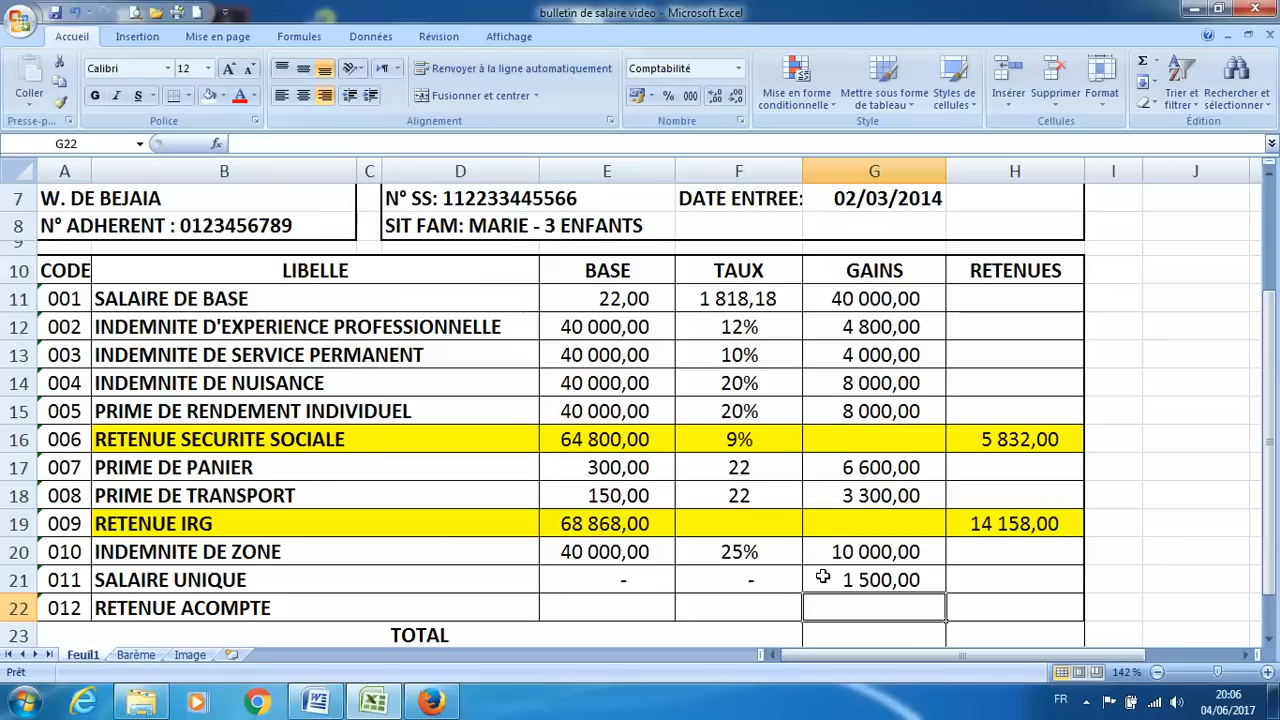 bulletin de salaire video - Microsoft Excel
Accueil Insertion Mise en page Formules Données Révision Affichage
Coller
Calibri 12
G I S
Renvoyer à la ligne automatiquement
Fusionner et centrer
Comptabilité
% 000
Mise en forme conditionnelle
Mettre sous forme de tableau
Styles de cellules
Insérer Supprimer Format
Trier et filtrer
Rechercher et sélectionner
Presse-p... Police Alignement Nombre Style Cellules Édition
G22 fx
A B C D E F G H I J
7 W. DE BEJAIA N° SS: 112233445566 DATE ENTREE: 02/03/2014
8 N° ADHERENT : 0123456789 SIT FAM: MARIE - 3 ENFANTS
9
10 CODE LIBELLE BASE TAUX GAINS RETENUES
11 001 SALAIRE DE BASE 22,00 1 818,18 40 000,00
12 002 INDEMNITE D'EXPERIENCE PROFESSIONNELLE 40 000,00 12% 4 800,00
13 003 INDEMNITE DE SERVICE PERMANENT 40 000,00 10% 4 000,00
14 004 INDEMNITE DE NUISANCE 40 000,00 20% 8 000,00
15 005 PRIME DE RENDEMENT INDIVIDUEL 40 000,00 20% 8 000,00
16 006 RETENUE SECURITE SOCIALE 64 800,00 9% 5 832,00
17 007 PRIME DE PANIER 300,00 22 6 600,00
18 008 PRIME DE TRANSPORT 150,00 22 3 300,00
19 009 RETENUE IRG 68 868,00 14 158,00
20 010 INDEMNITE DE ZONE 40 000,00 25% 10 000,00
21 011 SALAIRE UNIQUE - - 1 500,00
22 012 RETENUE ACOMPTE
23 TOTAL
Feuil1 Barème Image
Prêt 142 %
FR 20:06
04/06/2017